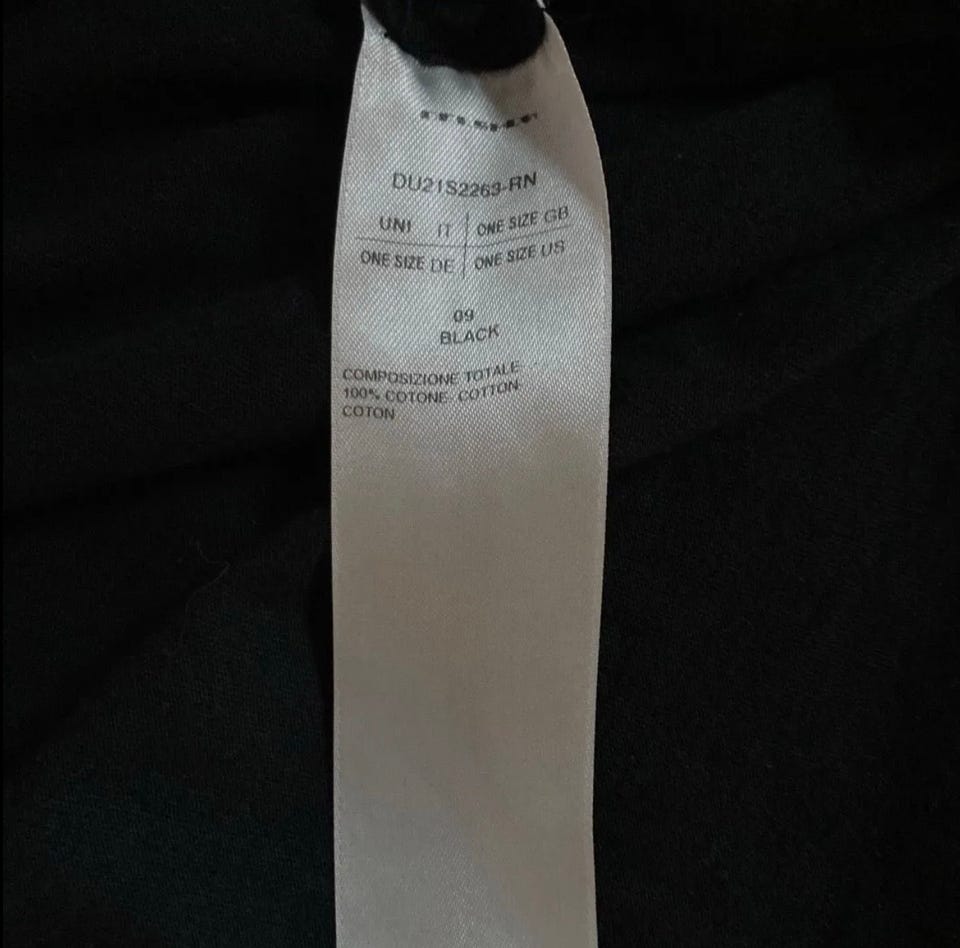 DU21S2263-RN
UNI IT ONE SIZE GB
ONE SIZE DE ONE SIZE US
09
BLACK
COMPOSIZIONE TOTALE
100% COTONE- COTTON
COTON